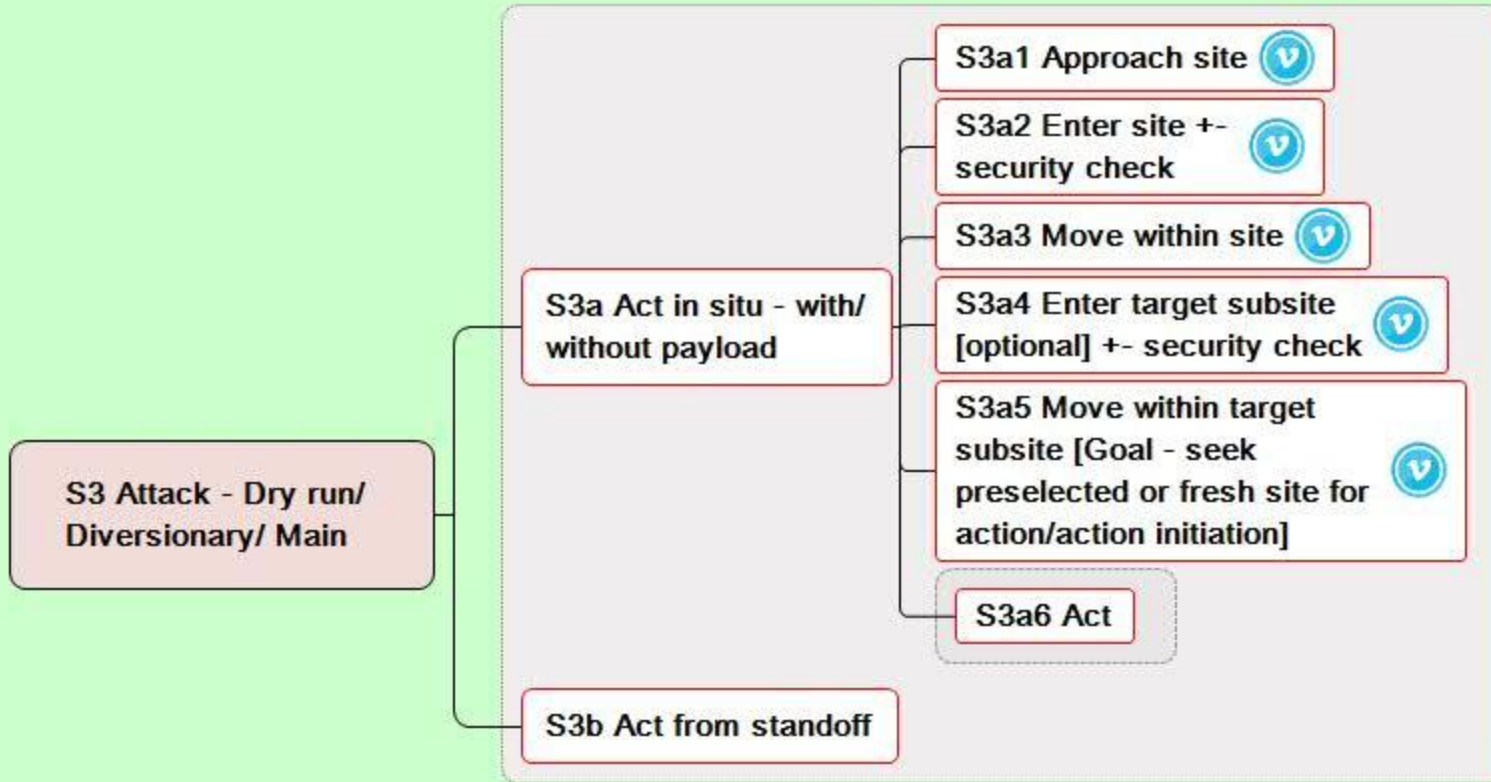 S3 Attack - Dry run/
Diversionary/ Main
S3a Act in situ - with/
without payload
S3a1 Approach site
S3a2 Enter site +-
security check
S3a3 Move within site
S3a4 Enter target subsite
[optional] +- security check
S3a5 Move within target
subsite [Goal - seek
preselected or fresh site for
action/action initiation]
S3a6 Act
S3b Act from standoff